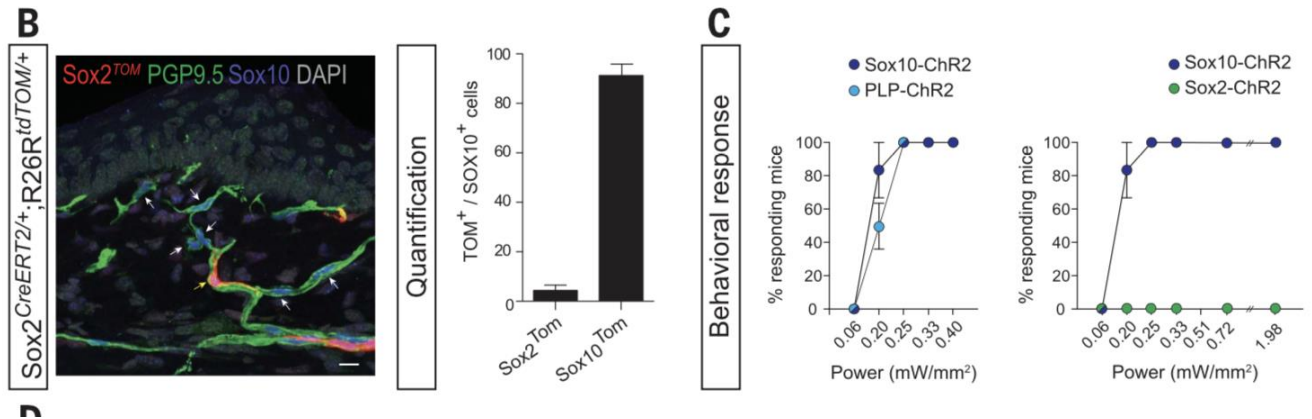 B
Sox2CreERT2/+;R26RtdTOM/+
Sox2TOM PGP9.5 Sox10 DAPI
Quantification
TOM+ / SOX10+ cells
100
80
60
40
20
0
Sox2Tom
Sox10Tom
C
Behavioral response
Sox10-ChR2
PLP-ChR2
% responding mice
100
80
60
40
20
0
0.06
0.20
0.25
0.33
0.40
Power (mW/mm²)
Sox10-ChR2
Sox2-ChR2
% responding mice
100
80
60
40
20
0
0.06
0.20
0.25
0.33
0.51
0.72
1.98
Power (mW/mm²)